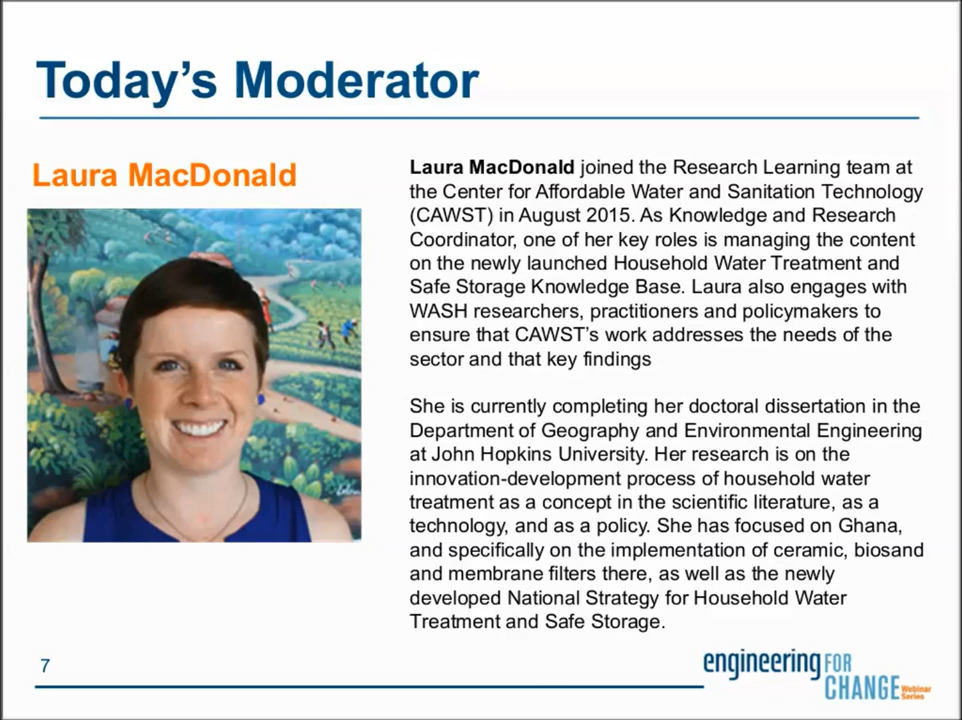 Today's Moderator
Laura MacDonald
Laura MacDonald joined the Research Learning team at
the Center for Affordable Water and Sanitation Technology
(CAWST) in August 2015. As Knowledge and Research
Coordinator, one of her key roles is managing the content
on the newly launched Household Water Treatment and
Safe Storage Knowledge Base. Laura also engages with
WASH researchers, practitioners and policymakers to
ensure that CAWST's work addresses the needs of the
sector and that key findings
She is currently completing her doctoral dissertation in the
Department of Geography and Environmental Engineering
at John Hopkins University. Her research is on the
innovation-development process of household water
treatment as a concept in the scientific literature, as a
technology, and as a policy. She has focused on Ghana,
and specifically on the implementation of ceramic, biosand
and membrane filters there, as well as the newly
developed National Strategy for Household Water
Treatment and Safe Storage.
7
engineering FOR
CHANGE Webinar
Series